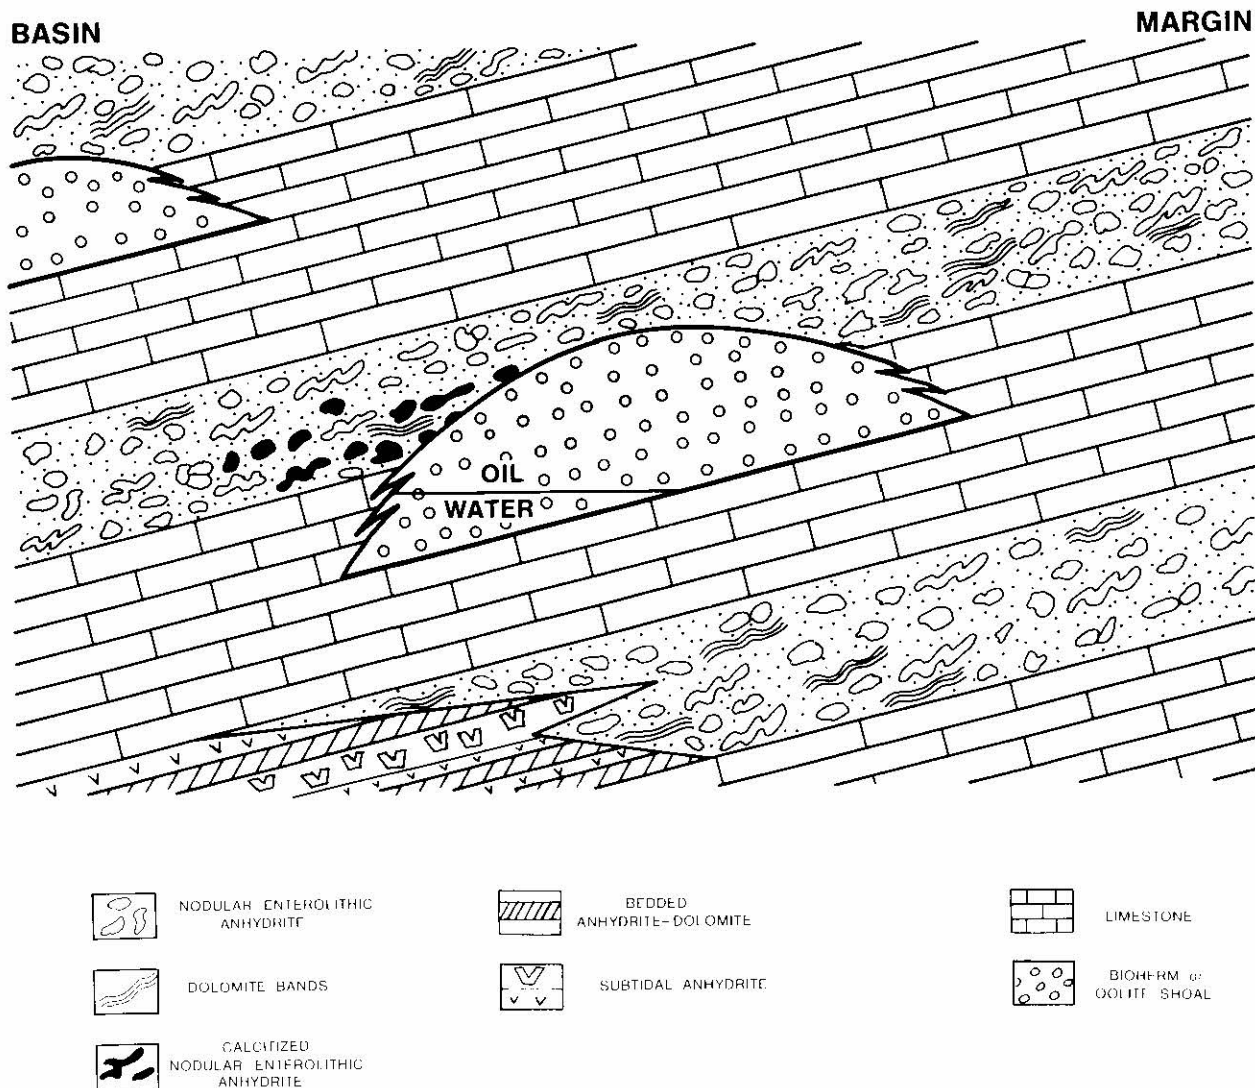 BASIN
MARGIN
OIL
WATER
NODULAR ENTEROLITHIC
ANHYDRITE
BEDDED
ANHYDRITE-DOLOMITE
LIMESTONE
DOLOMITE BANDS
SUBTIDAL ANHYDRITE
BIOHERM or
OOLITE SHOAL
CALCITIZED
NODULAR ENTEROLITHIC
ANHYDRITE